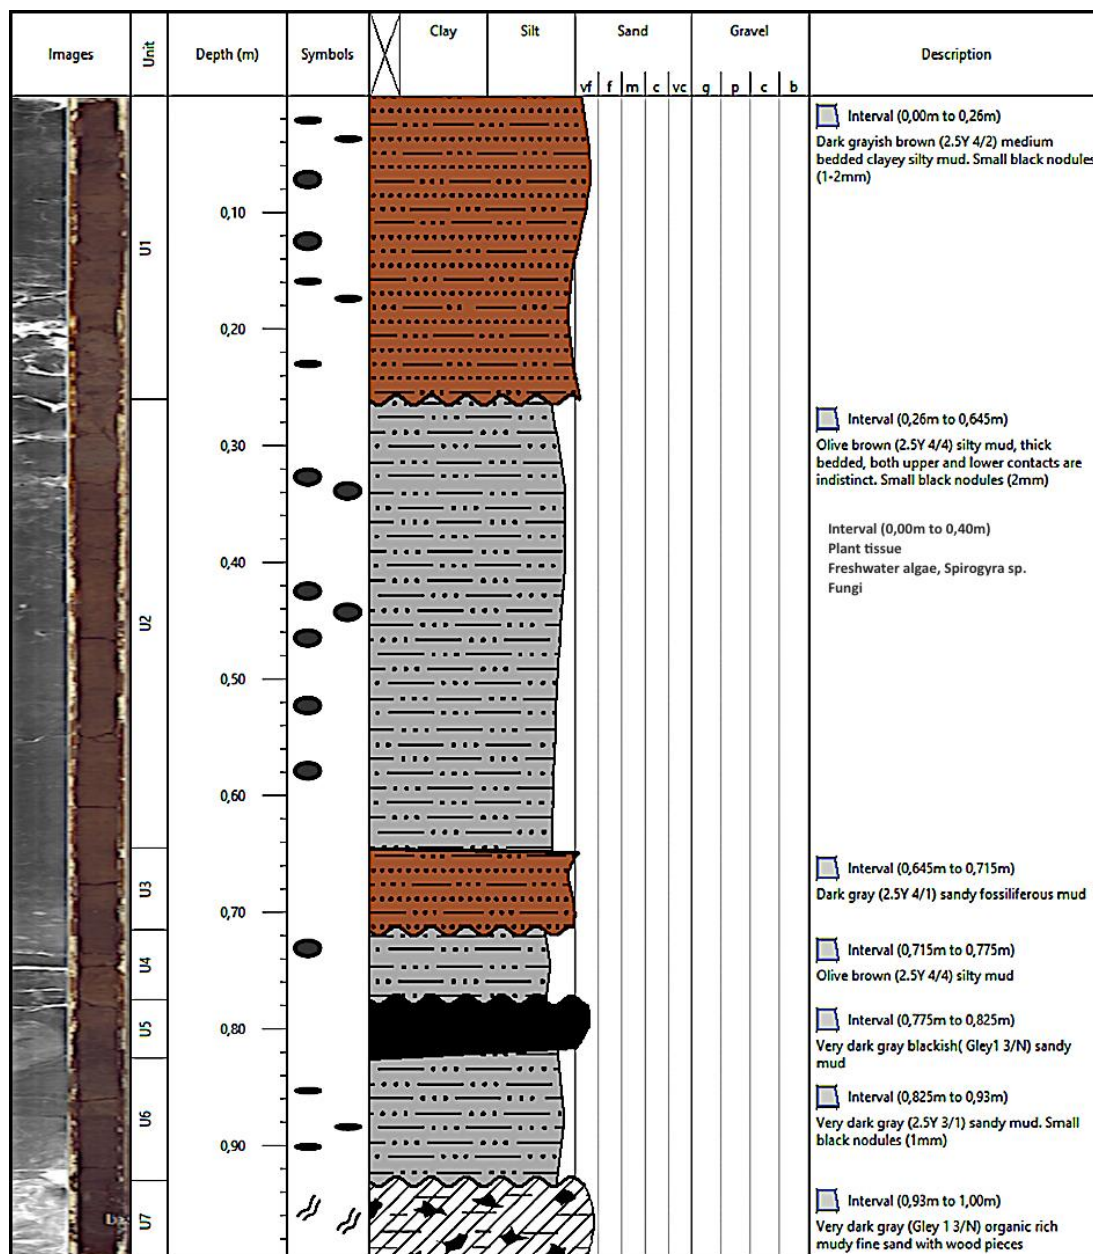 Images
Unit
Depth (m)
Symbols
Clay
Silt
Sand
Gravel
Description
vf
f
m
c
vc
g
p
c
b
Interval (0,00m to 0,26m)
Dark grayish brown (2.5Y 4/2) medium
bedded clayey silty mud. Small black nodules
(1-2mm)
0,10
U1
0,20
0,30
Interval (0,26m to 0,645m)
Olive brown (2.5Y 4/4) silty mud, thick
bedded, both upper and lower contacts are
indistinct. Small black nodules (2mm)
Interval (0,00m to 0,40m)
Plant tissue
Freshwater algae, Spirogyra sp.
Fungi
0,40
U2
0,50
0,60
Interval (0,645m to 0,715m)
Dark gray (2.5Y 4/1) sandy fossiliferous mud
U3
0,70
Interval (0,715m to 0,775m)
Olive brown (2.5Y 4/4) silty mud
U4
Interval (0,775m to 0,825m)
Very dark gray blackish( Gley1 3/N) sandy
mud
U5
0,80
Interval (0,825m to 0,93m)
Very dark gray (2.5Y 3/1) sandy mud. Small
black nodules (1mm)
U6
0,90
Interval (0,93m to 1,00m)
Very dark gray (Gley 1 3/N) organic rich
mudy fine sand with wood pieces
U7